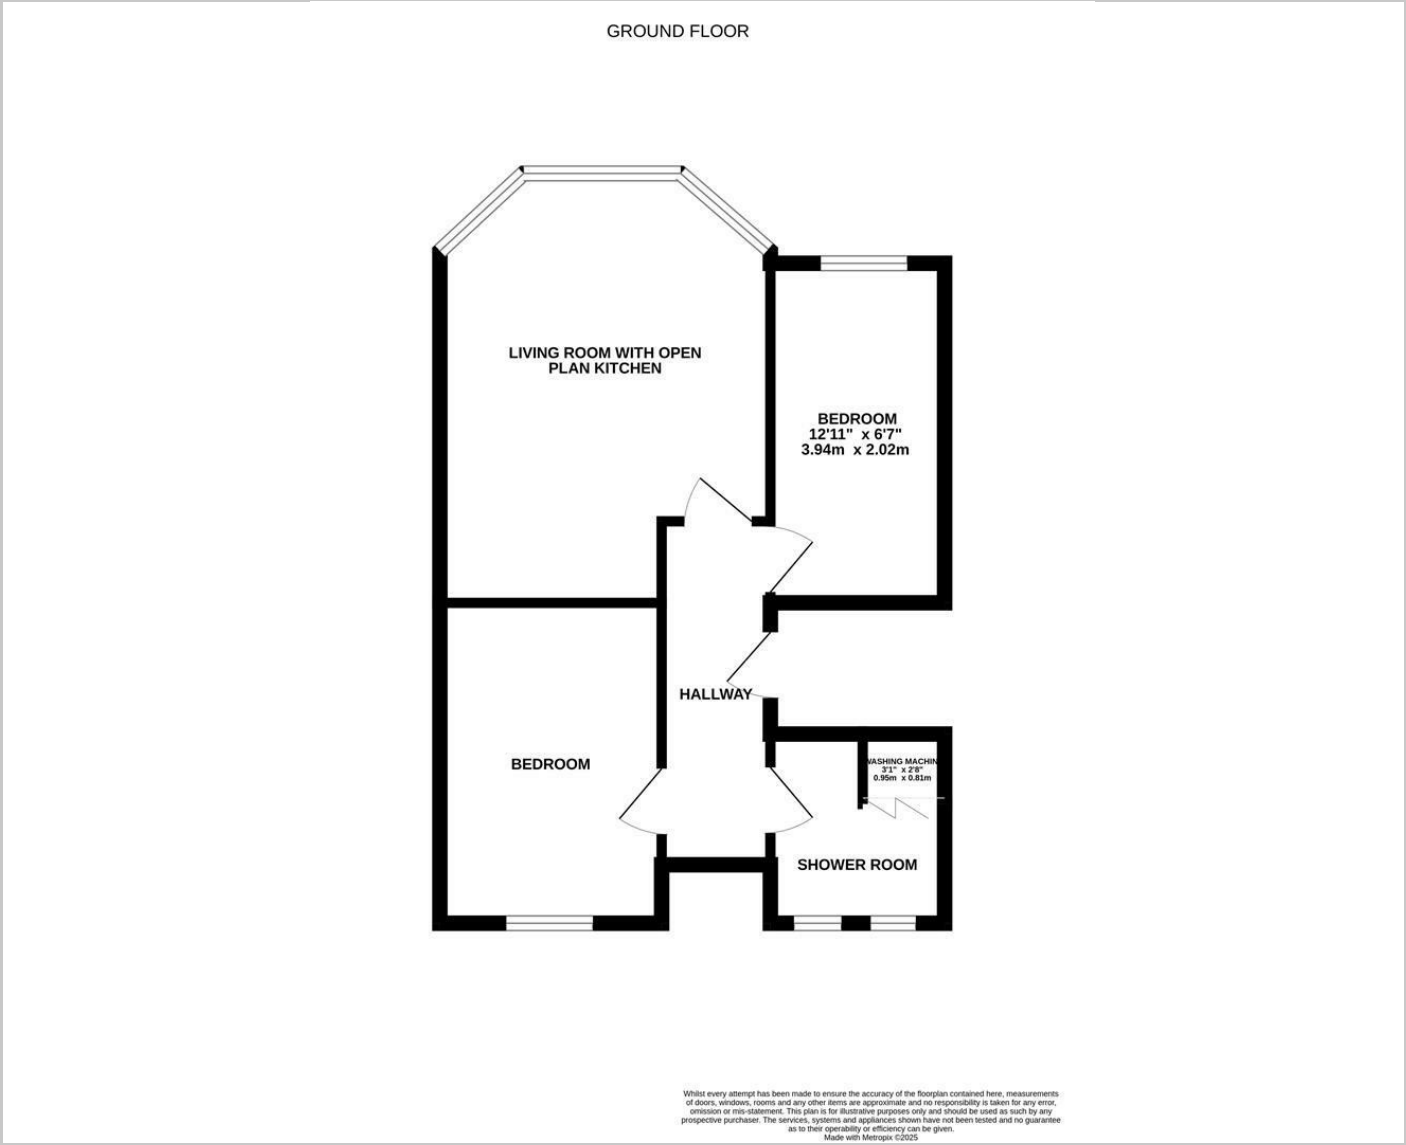 GROUND FLOOR
LIVING ROOM WITH OPEN
PLAN KITCHEN
BEDROOM
12'11" x 6'7"
3.94m x 2.02m
HALLWAY
BEDROOM
WASHING MACHIN
3'1" x 2'8"
0.95m x 0.81m
SHOWER ROOM
Whilst every attempt has been made to ensure the accuracy of the floorplan contained here, measurements
of doors, windows, rooms and any other items are approximate and no responsibility is taken for any error,
omission or mis-statement. This plan is for illustrative purposes only and should be used as such by any
prospective purchaser. The services, systems and appliances shown have not been tested and no guarantee
as to their operability or efficiency can be given.
Made with Metropix ©2025